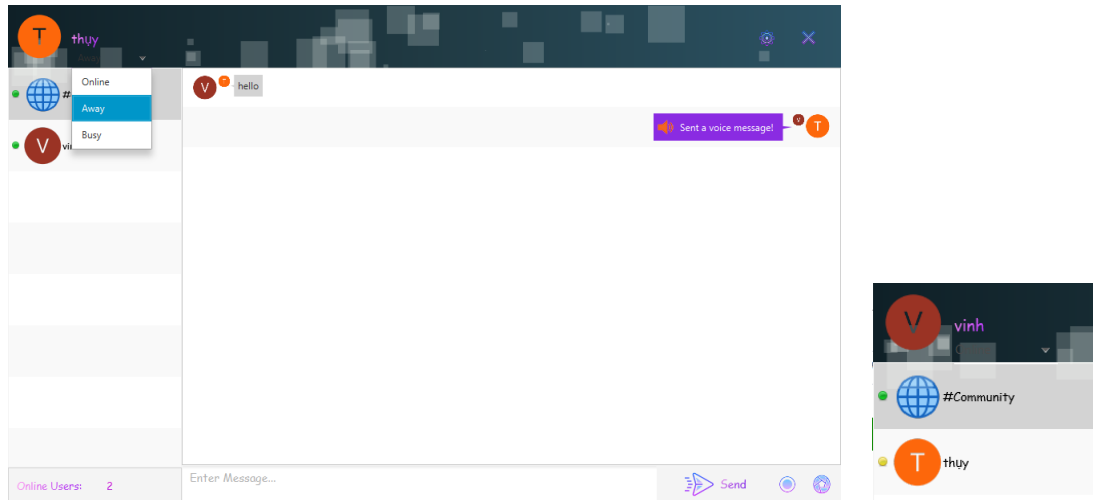 T
thụy
Online
#
Away
Busy
V
vi
V
T
hello
Sent a voice message!
V
T
Online Users: 2
Enter Message...
Send
V
vinh
#Community
T
thụy